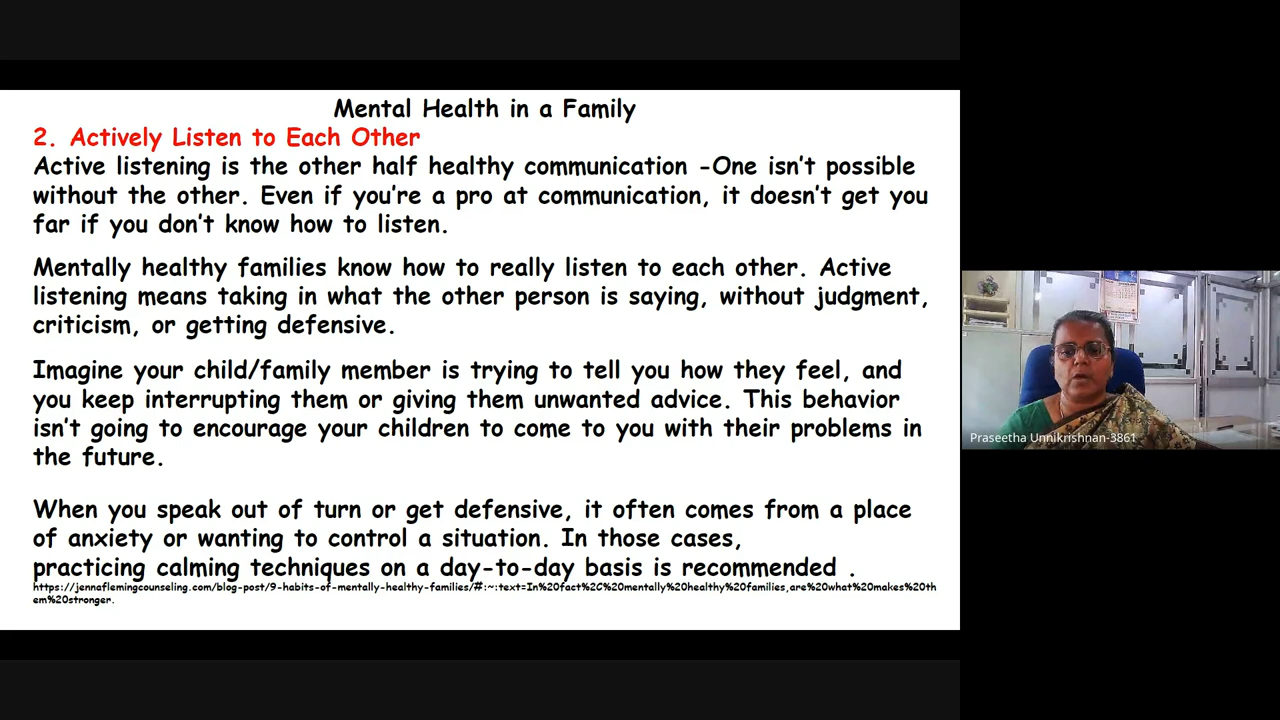 Mental Health in a Family
2. Actively Listen to Each Other
Active listening is the other half healthy communication -One isn't possible
without the other. Even if you're a pro at communication, it doesn't get you
far if you don't know how to listen.
Mentally healthy families know how to really listen to each other. Active
listening means taking in what the other person is saying, without judgment,
criticism, or getting defensive.
Imagine your child/family member is trying to tell you how they feel, and
you keep interrupting them or giving them unwanted advice. This behavior
isn't going to encourage your children to come to you with their problems in
the future.
When you speak out of turn or get defensive, it often comes from a place
of anxiety or wanting to control a situation. In those cases,
practicing calming techniques on a day-to-day basis is recommended .
https://jennaflemingcounseling.com/blog-post/9-habits-of-mentally-healthy-families/#:~:text=In%20fact%2C%20mentally%20healthy%20families,are%20what%20makes%20th
em%20stronger.
Praseetha Unnikrishnan-3861